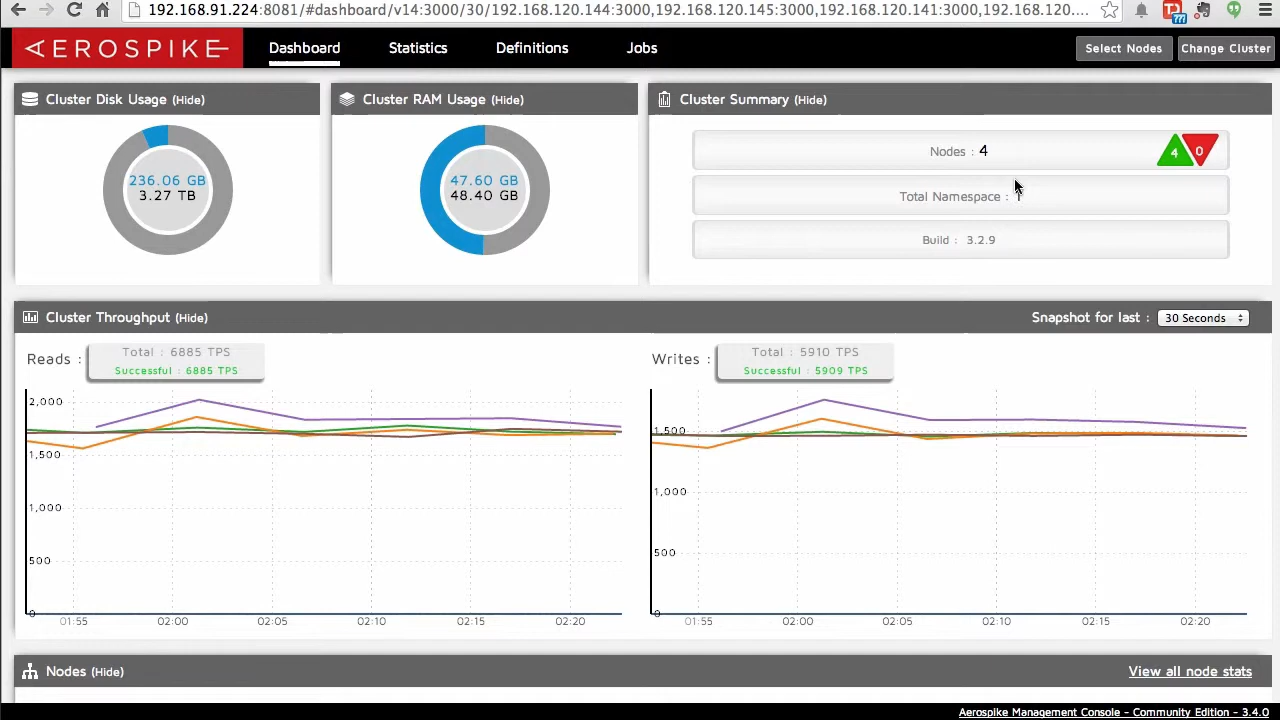 192.168.91.224:8081/#dashboard/v14:3000/30/192.168.120.144:3000,192.168.120.145:3000,192.168.120.141:3000,192.168.120....
AEROSPIKE
Dashboard
Statistics
Definitions
Jobs
Select Nodes
Change Cluster
Cluster Disk Usage (Hide)
236.06 GB
3.27 TB
Cluster RAM Usage (Hide)
47.60 GB
48.40 GB
Cluster Summary (Hide)
Nodes : 4
4
0
Total Namespace : 1
Build : 3.2.9
Cluster Throughput (Hide)
Snapshot for last :
30 Seconds
Reads :
Total : 6885 TPS
Successful : 6885 TPS
2,000
1,500
1,000
500
0
01:55 02:00 02:05 02:10 02:15 02:20
Writes :
Total : 5910 TPS
Successful : 5909 TPS
1,500
1,000
500
0
01:55 02:00 02:05 02:10 02:15 02:20
Nodes (Hide)
View all node stats
Aerospike Management Console - Community Edition - 3.4.0